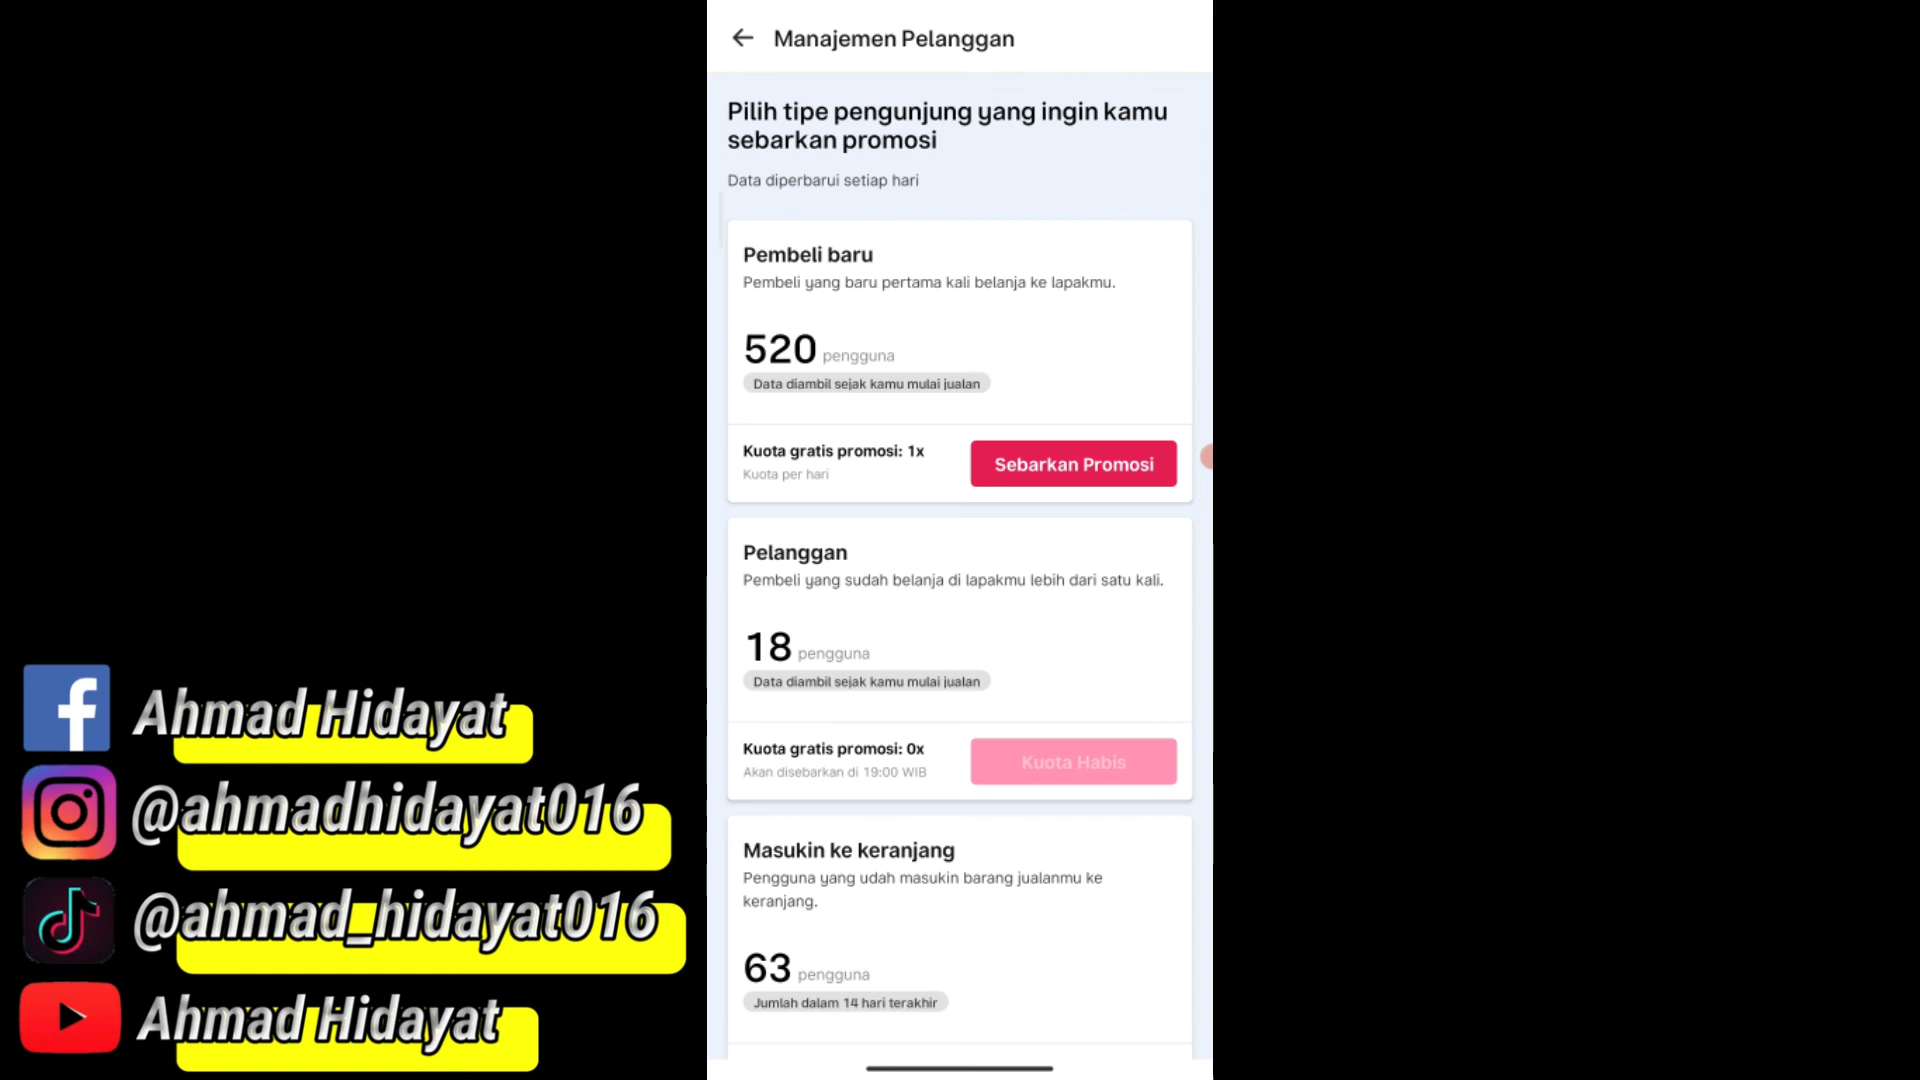 Manajemen Pelanggan
Pilih tipe pengunjung yang ingin kamu
sebarkan promosi
Data diperbarui setiap hari
Pembeli baru
Pembeli yang baru pertama kali belanja ke lapakmu.
520 pengguna
Data diambil sejak kamu mulai jualan
Kuota gratis promosi: 1x
Kuota per hari
Sebarkan Promosi
Pelanggan
Pembeli yang sudah belanja di lapakmu lebih dari satu kali.
18 pengguna
Data diambil sejak kamu mulai jualan
Kuota gratis promosi: 0x
Akan disebarkan di 19:00 WIB
Kuota Habis
Masukin ke keranjang
Pengguna yang udah masukin barang jualanmu ke
keranjang.
63 pengguna
Jumlah dalam 14 hari terakhir
Ahmad Hidayat
@ahmadhidayat016
@ahmad_hidayat016
Ahmad Hidayat